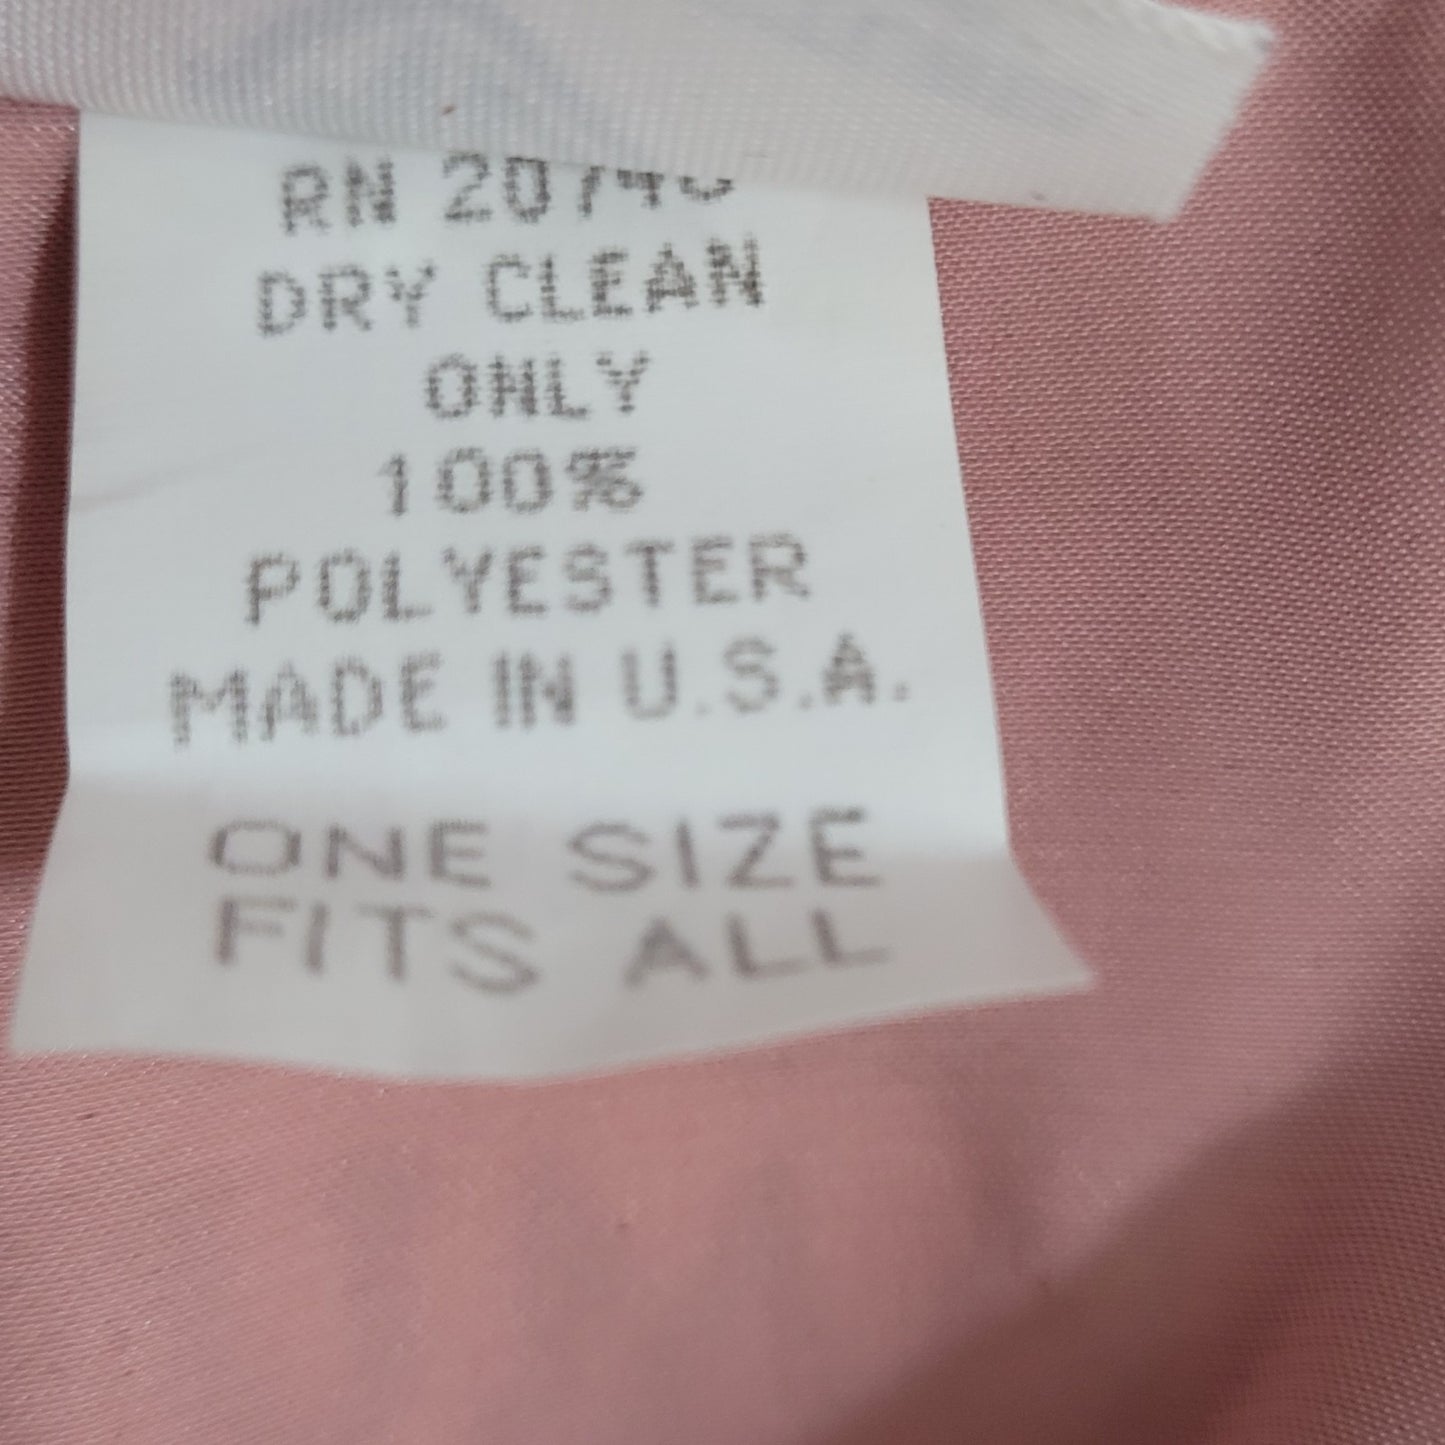 RN
DRY CLEAN
ONLY
100%
POLYESTER
MADE IN U.S.A.
ONE SIZE
FITS ALL